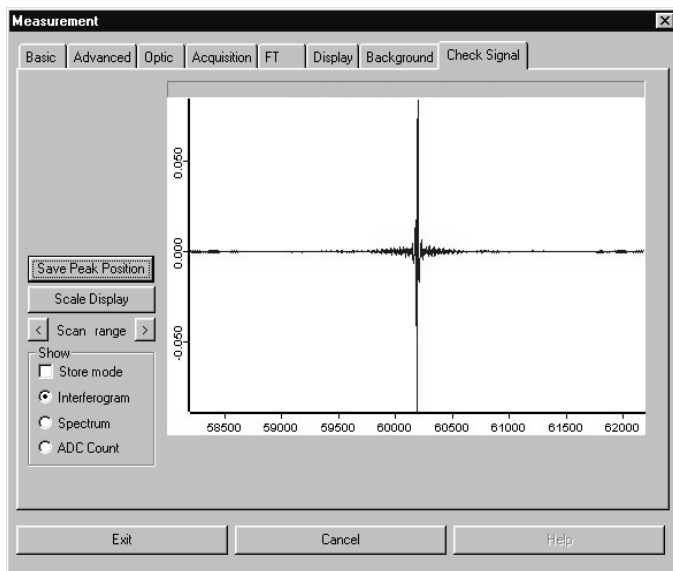 Measurement
Basic Advanced Optic Acquisition FT Display Background Check Signal
0.050
0.000
-0.050
58500 59000 59500 60000 60500 61000 61500 62000
Save Peak Position
Scale Display
< Scan range >
Show
Store mode
Interferogram
Spectrum
ADC Count
Exit Cancel Help